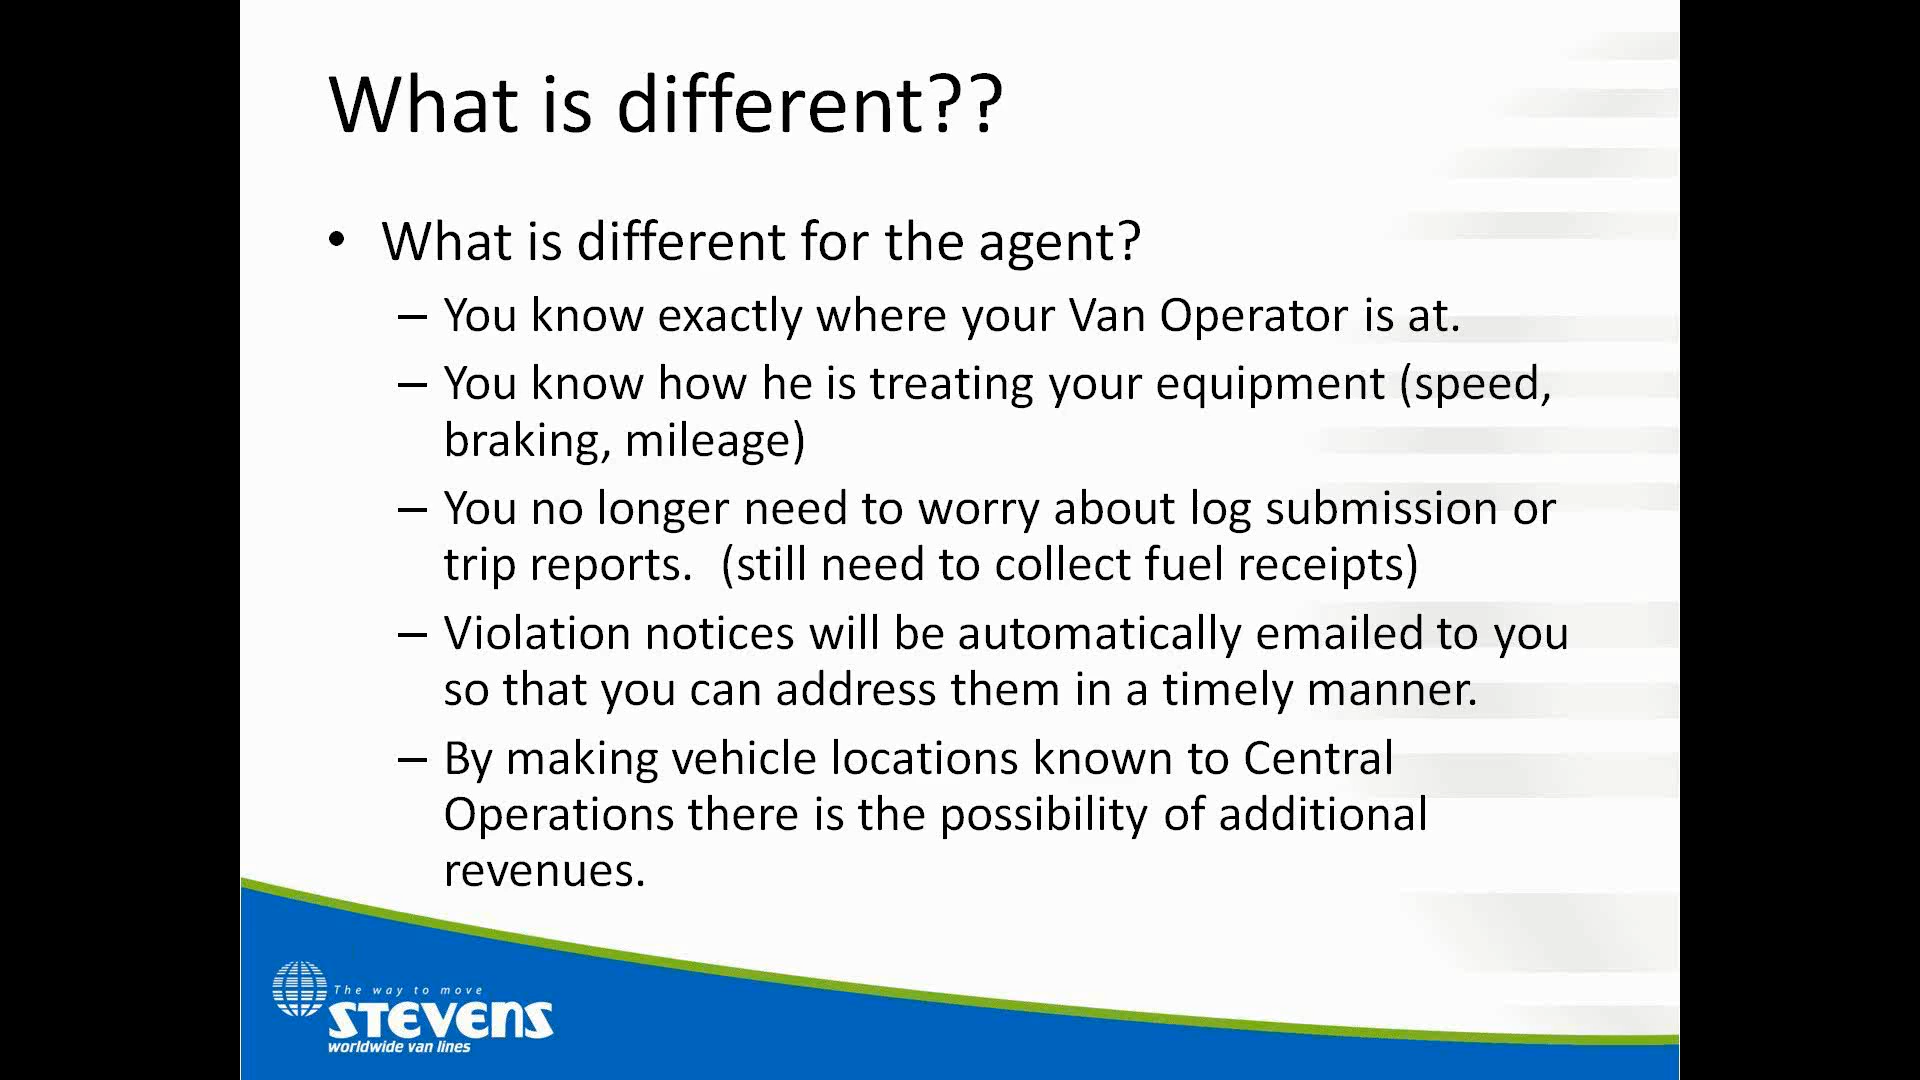 What is different??
• What is different for the agent?
– You know exactly where your Van Operator is at.
– You know how he is treating your equipment (speed,
braking, mileage)
– You no longer need to worry about log submission or
trip reports.  (still need to collect fuel receipts)
– Violation notices will be automatically emailed to you
so that you can address them in a timely manner.
– By making vehicle locations known to Central
Operations there is the possibility of additional
revenues.
The way to move
STEVENS
worldwide van lines